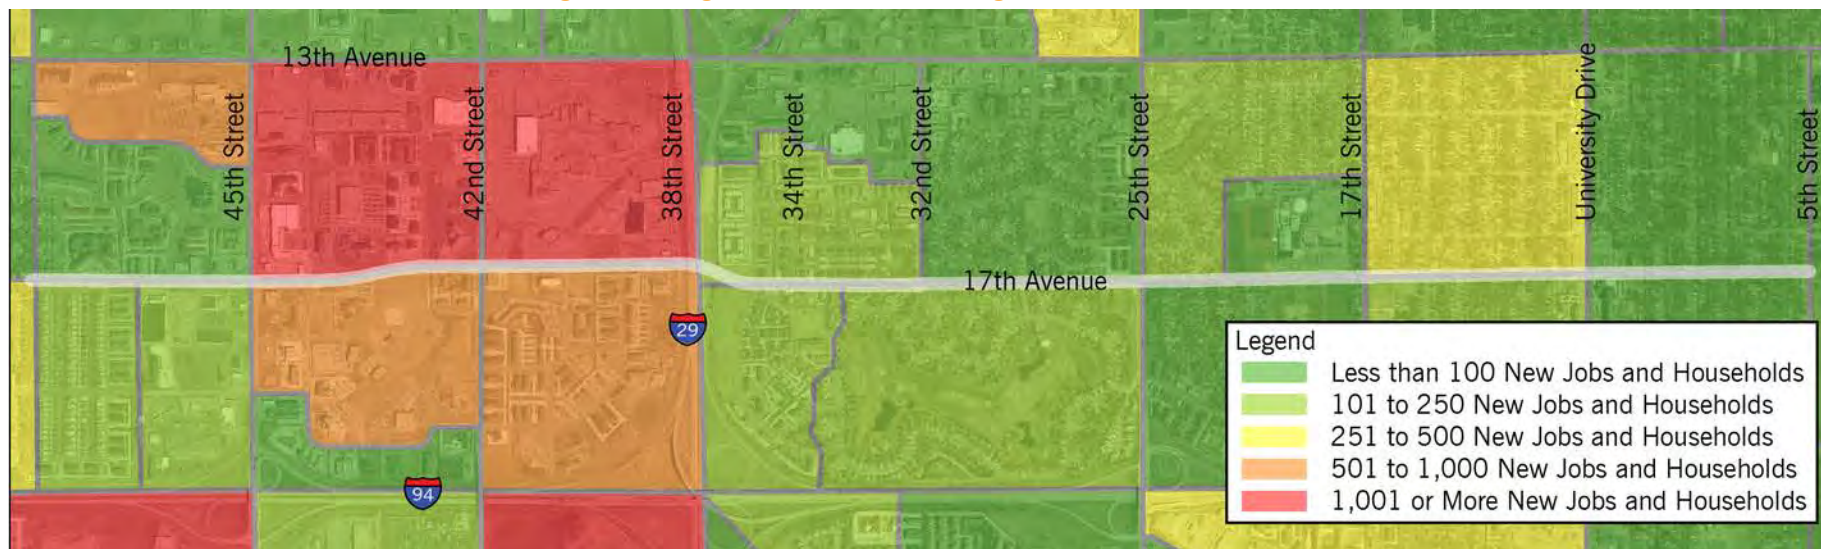 13th Avenue
45th Street
42nd Street
38th Street
34th Street
32nd Street
25th Street
17th Street
University Drive
5th Street
17th Avenue
29
94
Legend
Less than 100 New Jobs and Households
101 to 250 New Jobs and Households
251 to 500 New Jobs and Households
501 to 1,000 New Jobs and Households
1,001 or More New Jobs and Households